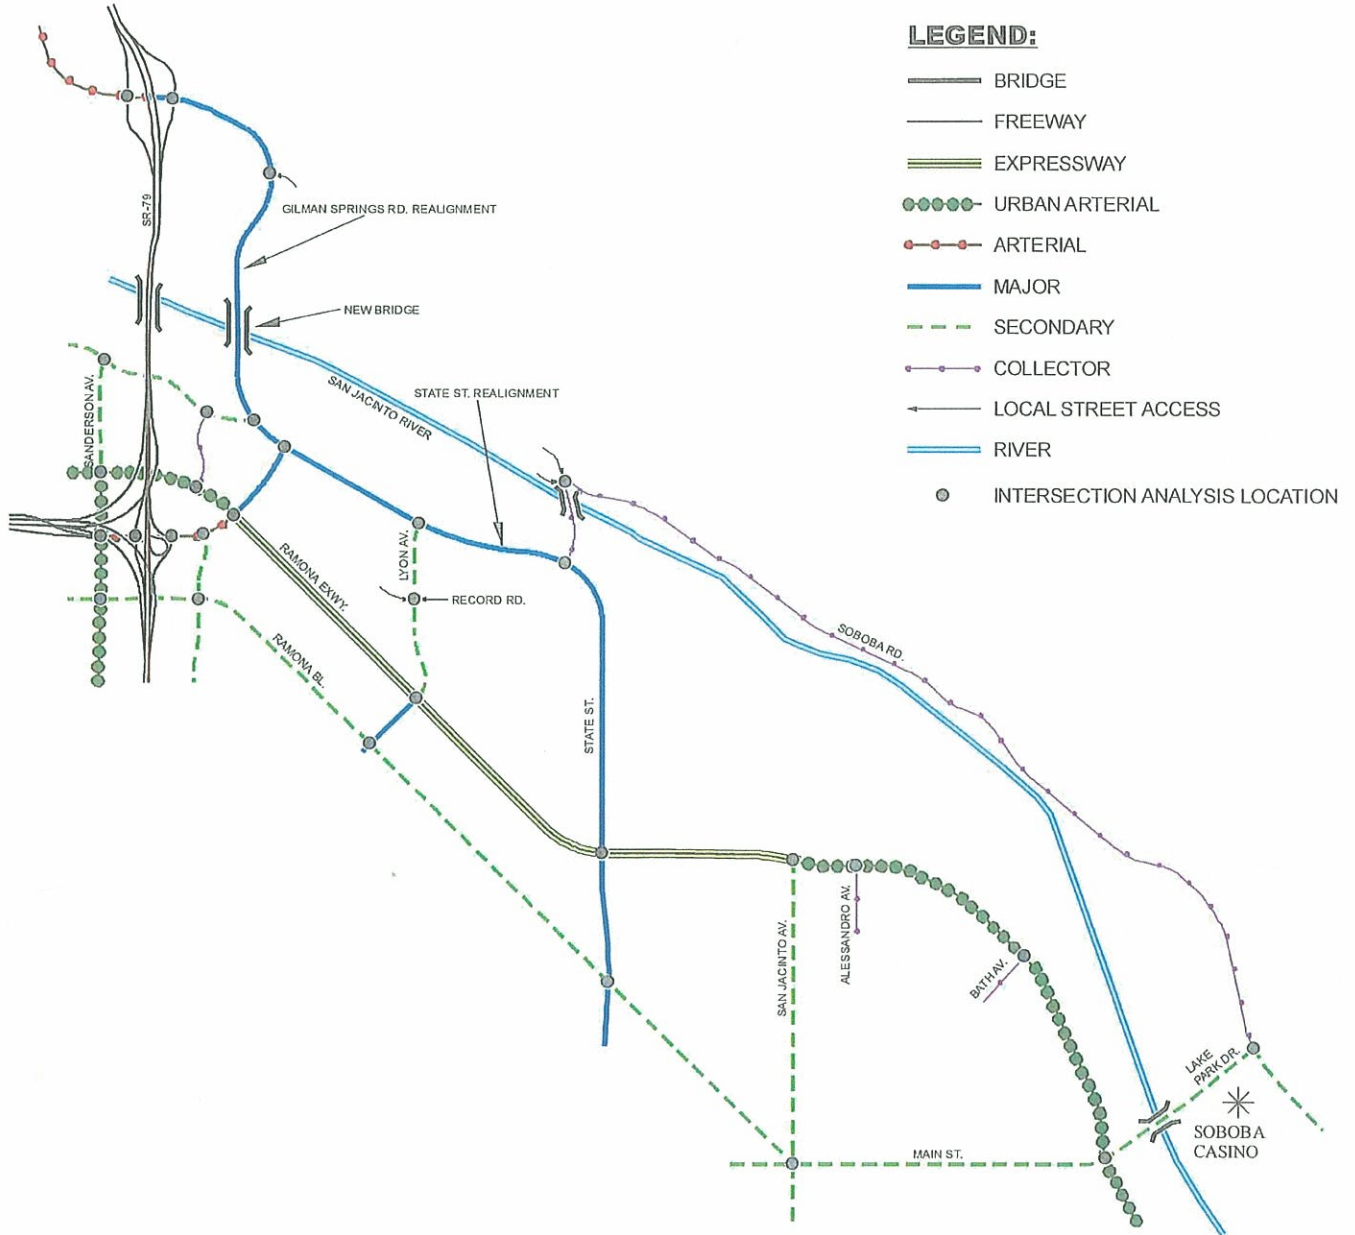 LEGEND:
BRIDGE
FREEWAY
EXPRESSWAY
URBAN ARTERIAL
ARTERIAL
MAJOR
SECONDARY
COLLECTOR
LOCAL STREET ACCESS
RIVER
INTERSECTION ANALYSIS LOCATION
SR-79
GILMAN SPRINGS RD. REALIGNMENT
NEW BRIDGE
SAN JACINTO RIVER
STATE ST. REALIGNMENT
SANDERSON AV.
LYON AV.
RAMONA EXWY.
RECORD RD.
RAMONA BL.
SOBOBA RD.
STATE ST.
SAN JACINTO AV.
ALESSANDRO AV.
BATH AV.
LAKE
PARK DR.
SOBOBA
CASINO
MAIN ST.